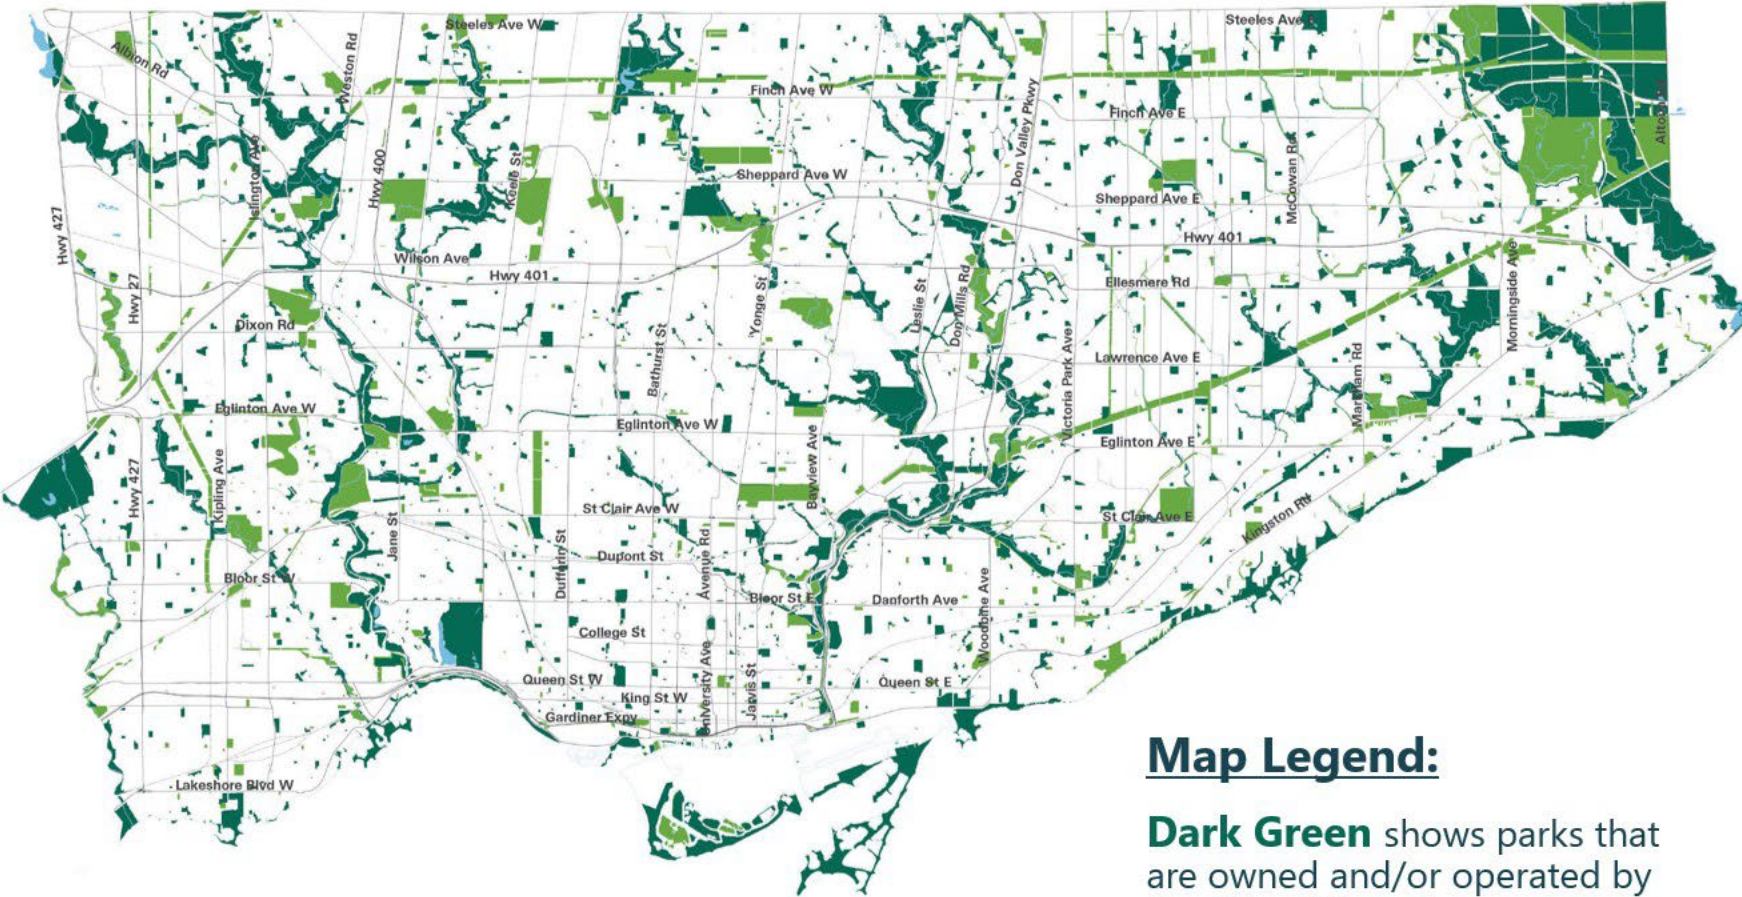 Steeles Ave W
Steeles Ave E
Albion Rd
Weston Rd
Finch Ave W
Don Valley Pkwy
Finch Ave E
Islington Ave
Hwy 400
Keele St
Sheppard Ave W
McCowan Rd
Sheppard Ave E
Hwy 427
Hwy 401
Wilson Ave
Hwy 401
Morningside Ave
Hwy 27
Yonge St
Leslie St
Don Mills Rd
Ellesmere Rd
Dixon Rd
Bathurst St
Victoria Park Ave
Lawrence Ave E
Markham Rd
Eglinton Ave W
Eglinton Ave W
Bayview Ave
Eglinton Ave E
Hwy 427
Kipling Ave
St Clair Ave W
St Clair Ave E
Kingston Rd
Jane St
Dufferin St
Dupont St
Avenue Rd
Bloor St W
Bloor St E
Danforth Ave
Woodbine Ave
College St
University Ave
Jarvis St
Queen St W
Queen St E
King St W
Gardiner Expy
Lakeshore Blvd W
Map Legend:
Dark Green shows parks that
are owned and/or operated by